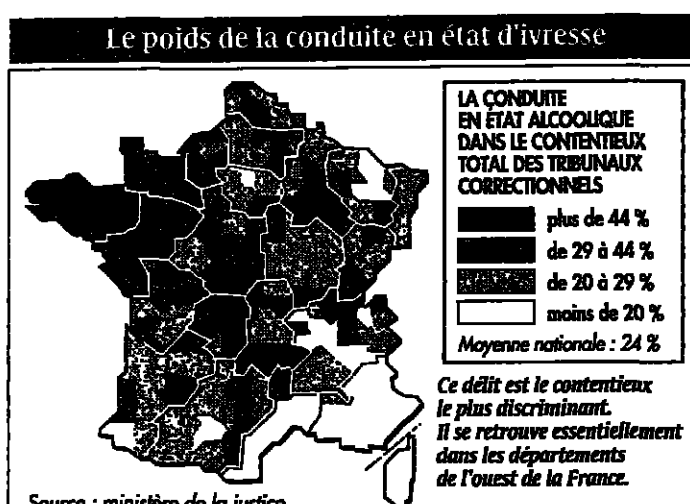 Le poids de la conduite en état d'ivresse
LA CONDUITE
EN ÉTAT ALCOOLIQUE
DANS LE CONTENTIEUX
TOTAL DES TRIBUNAUX
CORRECTIONNELS
plus de 44 %
de 29 à 44 %
de 20 à 29 %
moins de 20 %
Moyenne nationale : 24 %
Ce délit est le contentieux
le plus discriminant.
Il se retrouve essentiellement
dans les départements
de l'ouest de la France.
Source : ministère de la justice